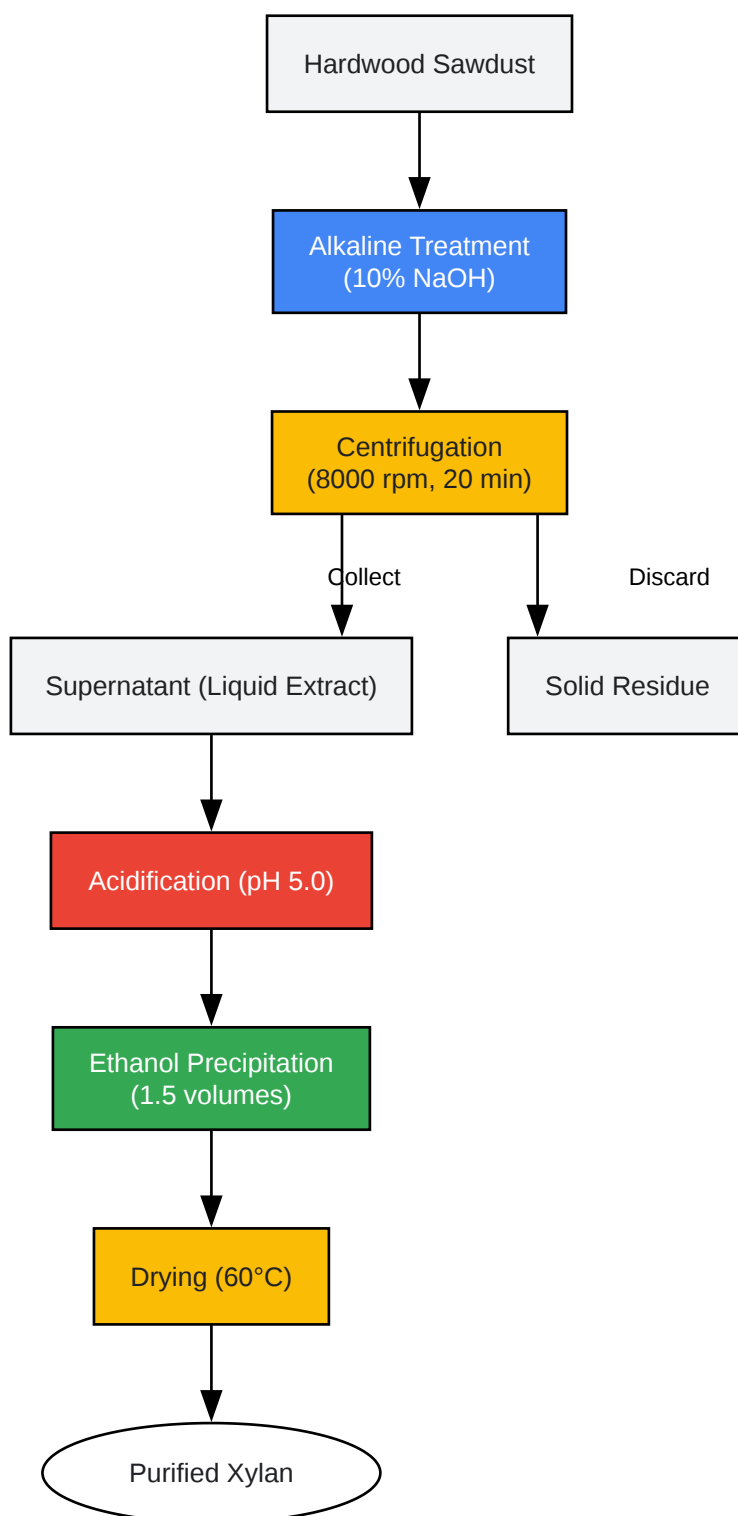 Hardwood Sawdust
Alkaline Treatment
(10% NaOH)
Centrifugation
(8000 rpm, 20 min)
Collect
Discard
Supernatant (Liquid Extract)
Solid Residue
Acidification (pH 5.0)
Ethanol Precipitation
(1.5 volumes)
Drying (60°C)
Purified Xylan